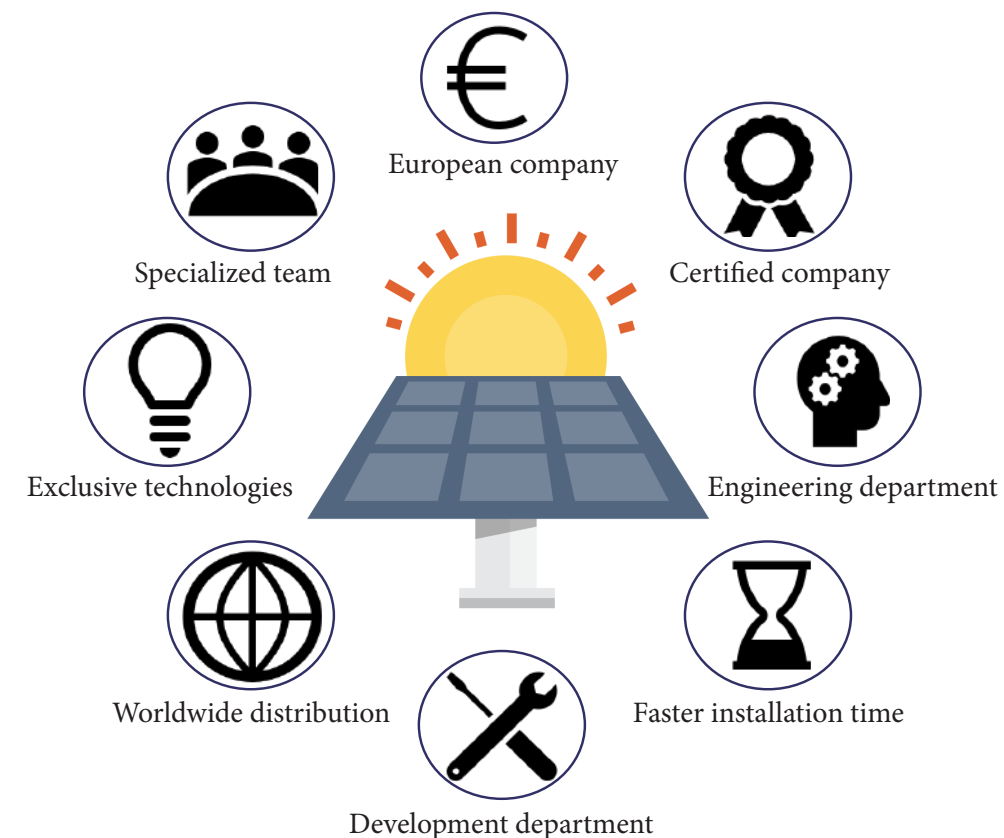 European company
Specialized team
Certified company
Exclusive technologies
Engineering department
Worldwide distribution
Faster installation time
Development department